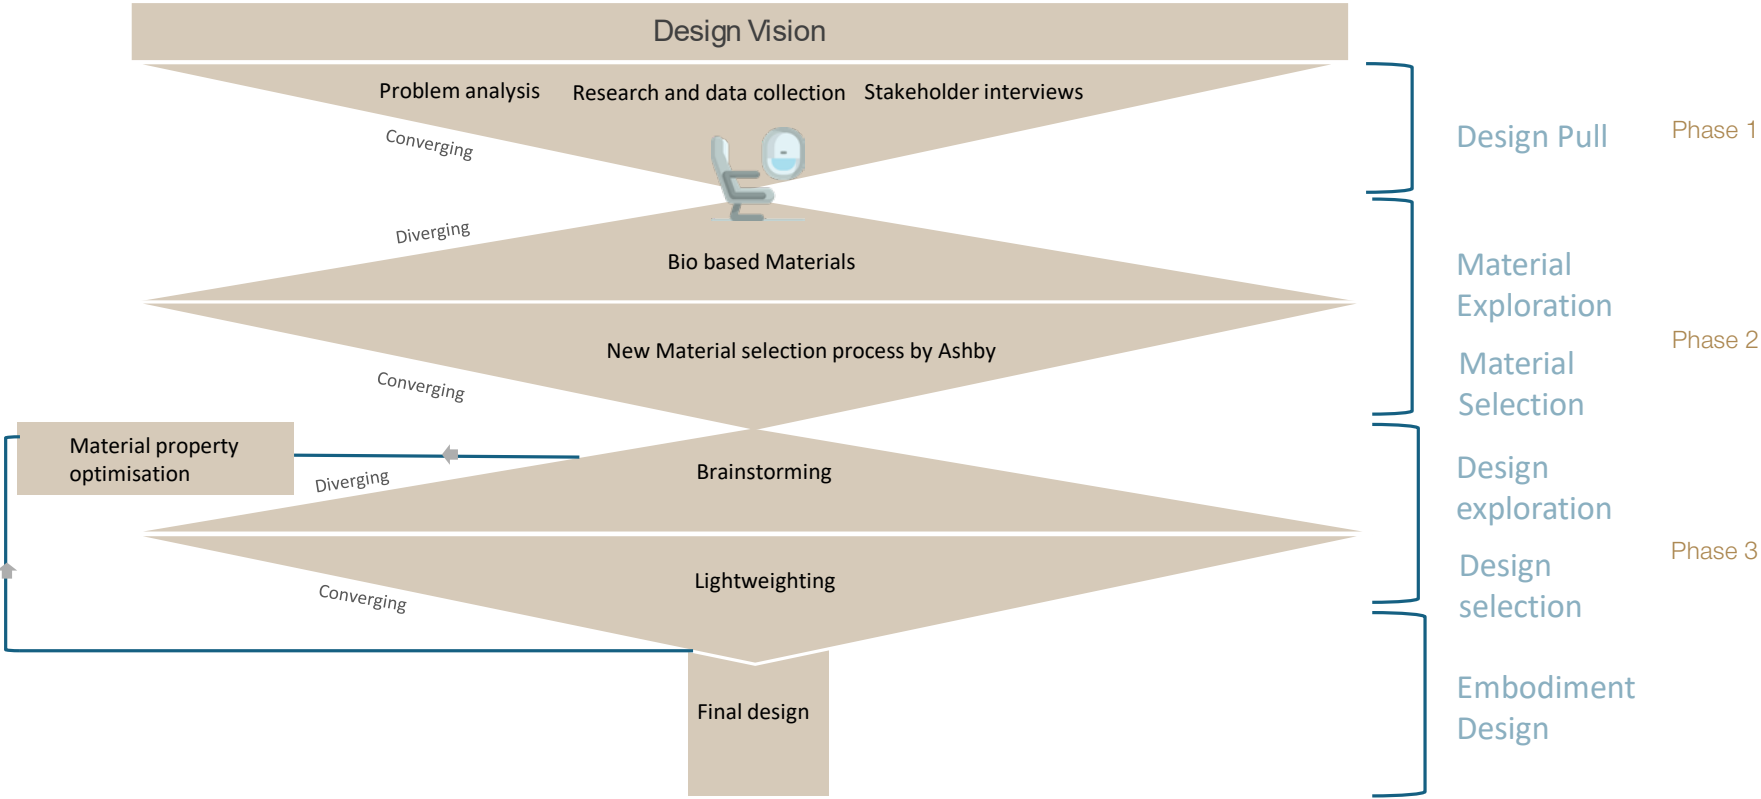 Design Vision
Problem analysis
Research and data collection
Stakeholder interviews
Converging
Design Pull
Phase 1
Diverging
Bio based Materials
Material
Exploration
New Material selection process by Ashby
Phase 2
Converging
Material
Selection
Material property
optimisation
Diverging
Brainstorming
Design
exploration
Phase 3
Lightweighting
Converging
Design
selection
Final design
Embodiment
Design